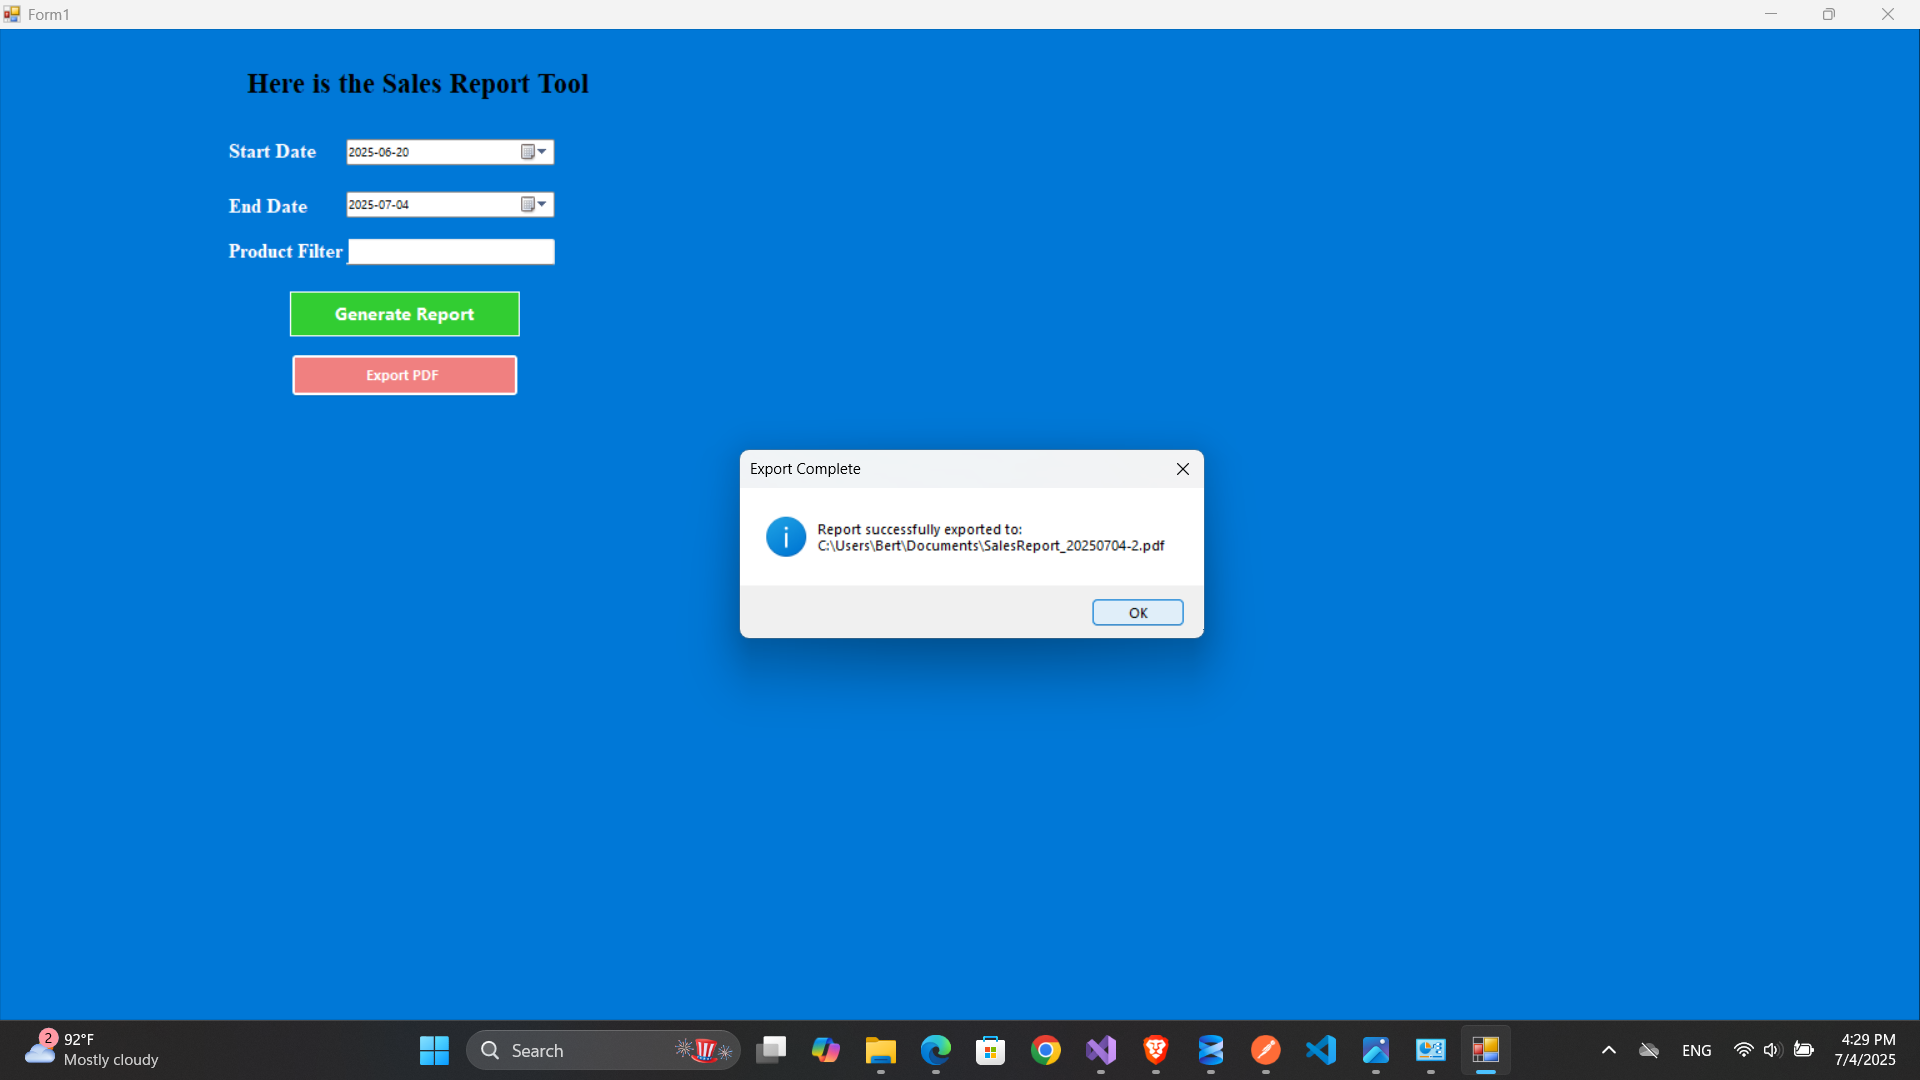 Form1
Here is the Sales Report Tool
Start Date
2025-06-20
End Date
2025-07-04
Product Filter
Generate Report
Export PDF
Export Complete
Report successfully exported to:
C:\Users\Bert\Documents\SalesReport_20250704-2.pdf
OK
2
92°F
Mostly cloudy
Search
ENG
4:29 PM
7/4/2025